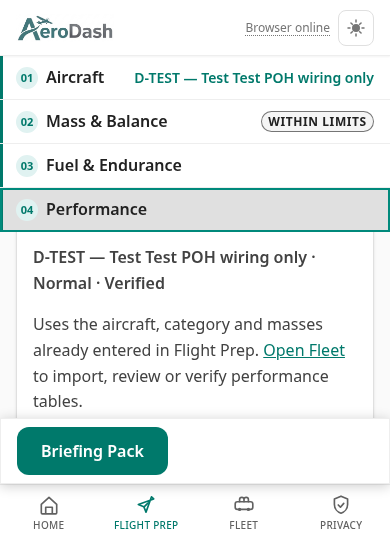 AeroDash
Browser online
01 Aircraft D-TEST — Test Test POH wiring only
02 Mass & Balance WITHIN LIMITS
03 Fuel & Endurance
04 Performance
D-TEST — Test Test POH wiring only ·
Normal · Verified
Uses the aircraft, category and masses
already entered in Flight Prep. Open Fleet
to import, review or verify performance
tables.
Briefing Pack
HOME FLIGHT PREP FLEET PRIVACY